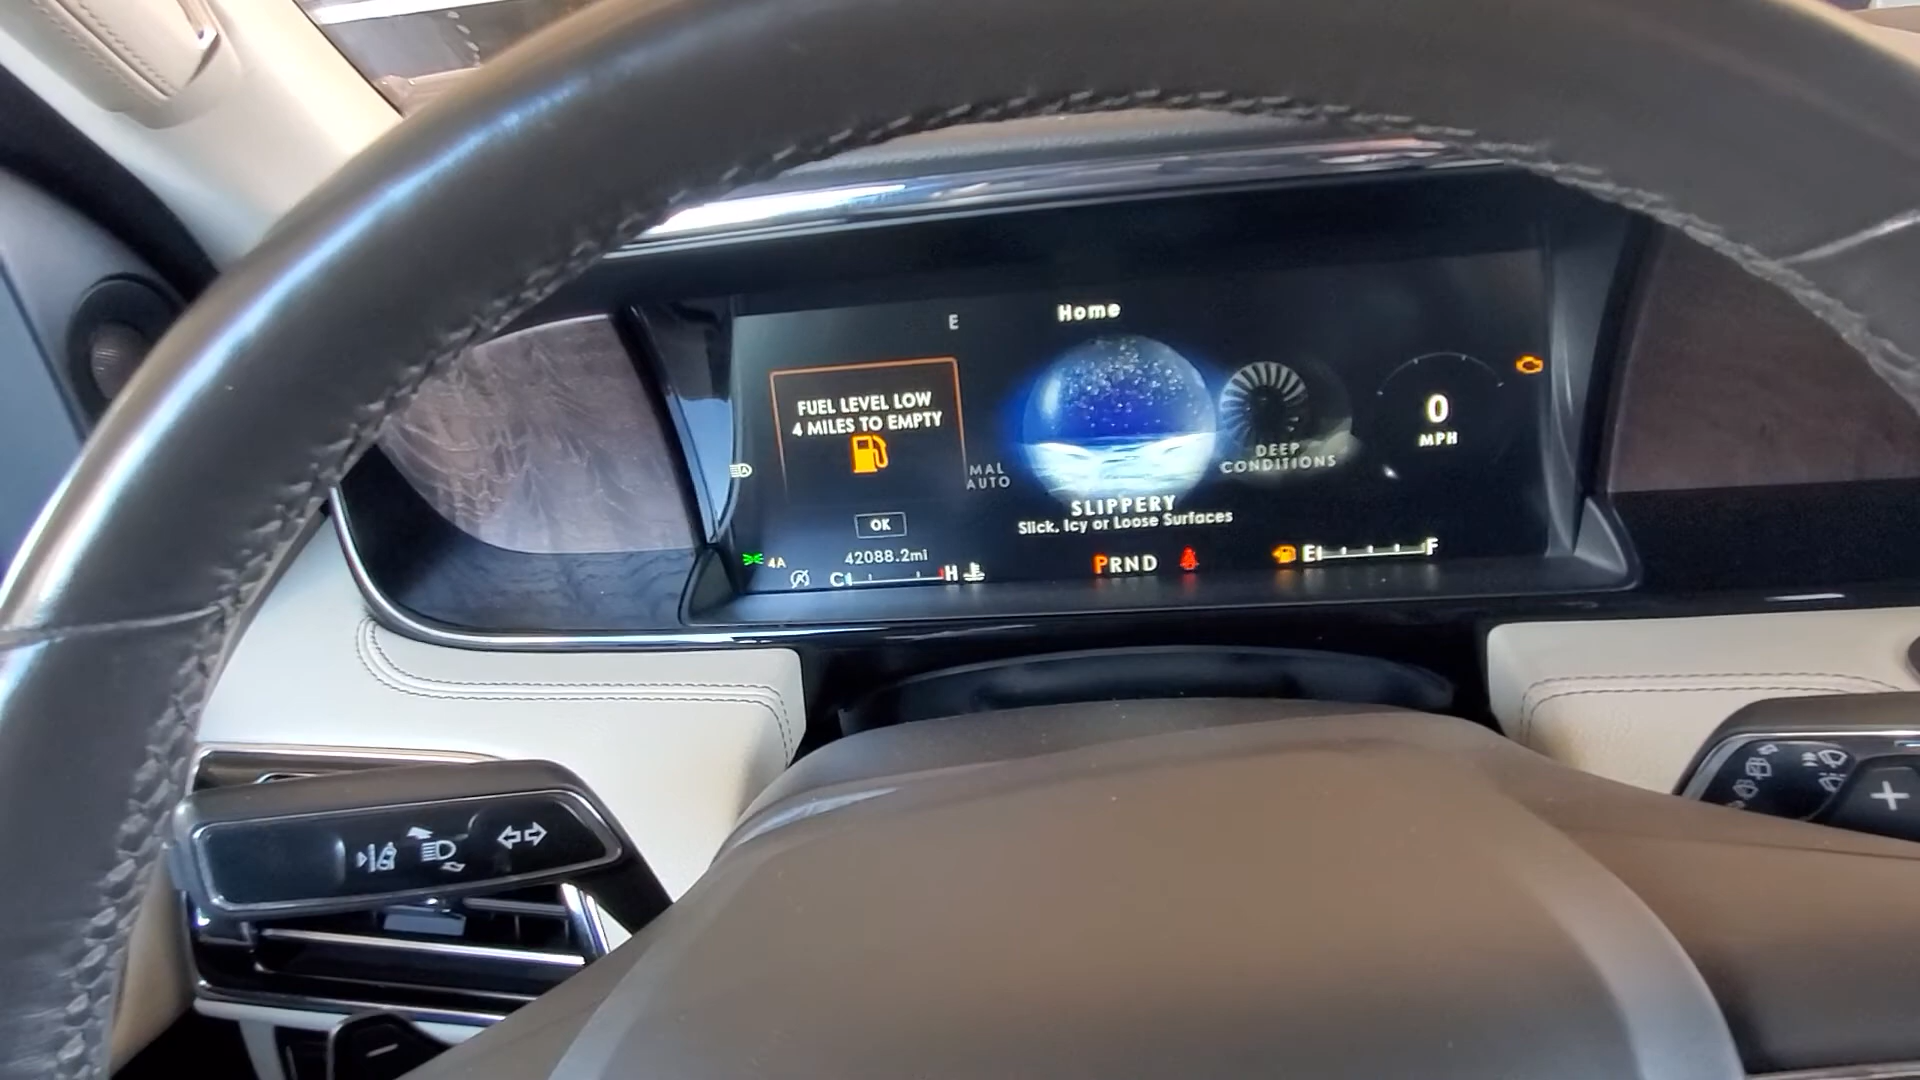 E
Home
FUEL LEVEL LOW
4 MILES TO EMPTY
OK
MAL
AUTO
DEEP
CONDITIONS
SLIPPERY
Slick, Icy or Loose Surfaces
0
MPH
4A
42088.2mi
C H
PRND
E F